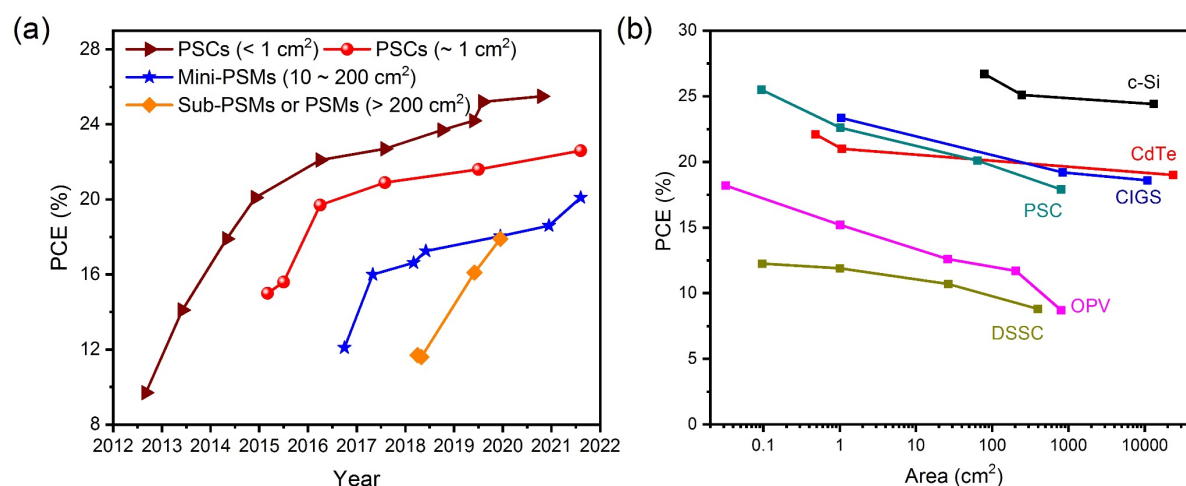 (a)
PSCs (< 1 cm²) PSCs (~ 1 cm²)
Mini-PSMs (10 ~ 200 cm²)
Sub-PSMs or PSMs (> 200 cm²)
28
24
20
16
12
8
PCE (%)
2012 2013 2014 2015 2016 2017 2018 2019 2020 2021 2022
Year
(b)
30
25
20
15
10
5
0
PCE (%)
c-Si
CdTe
CIGS
PSC
OPV
DSSC
0.1 1 10 100 1000 10000
Area (cm²)